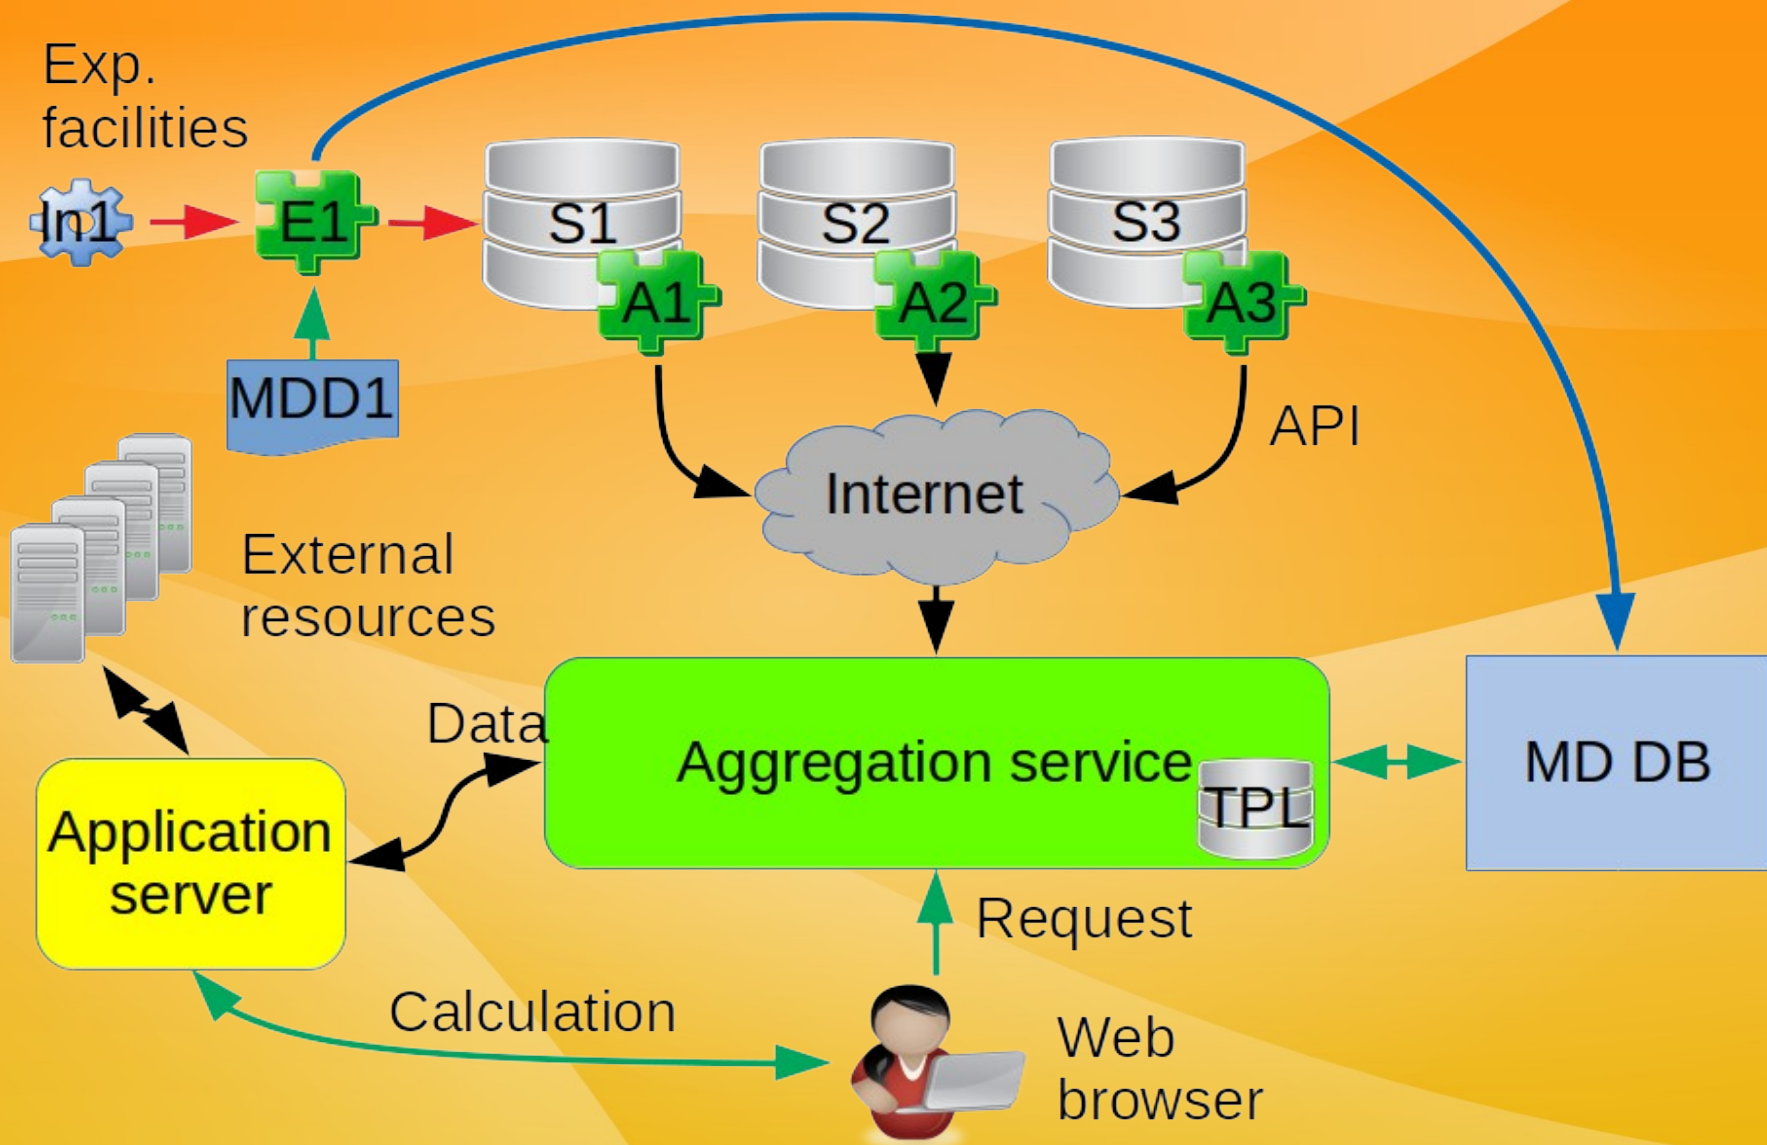 Exp.
facilities
In1
E1
S1
S2
S3
A1
A2
A3
MDD1
API
Internet
External
resources
Data
Aggregation service
TPL
MD DB
Application
server
Request
Calculation
Web
browser